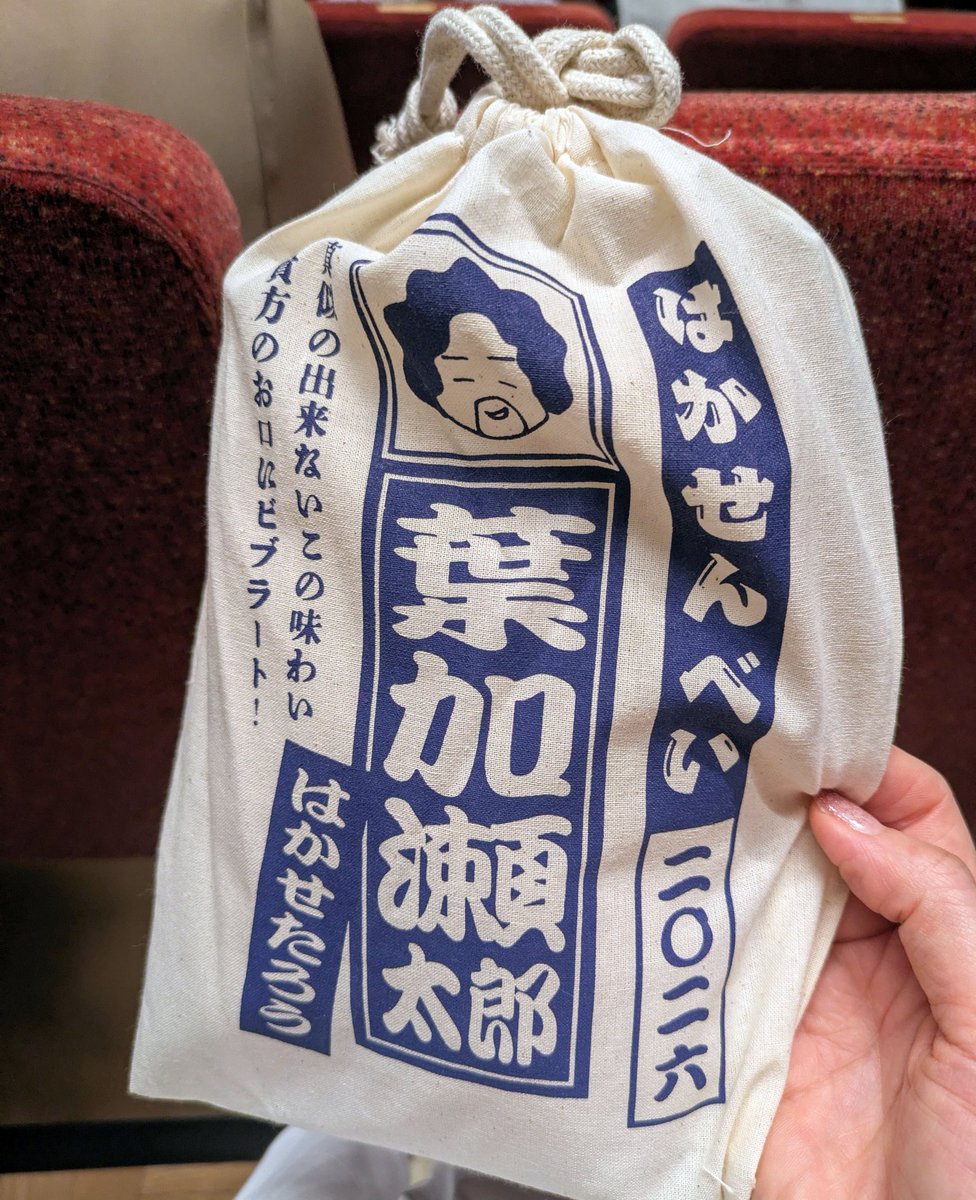 はがせんべい
二〇二六
葉加瀬
太郎
真似の出来ないこの味わい
貴方のお口にビブラート！
はかせたろう